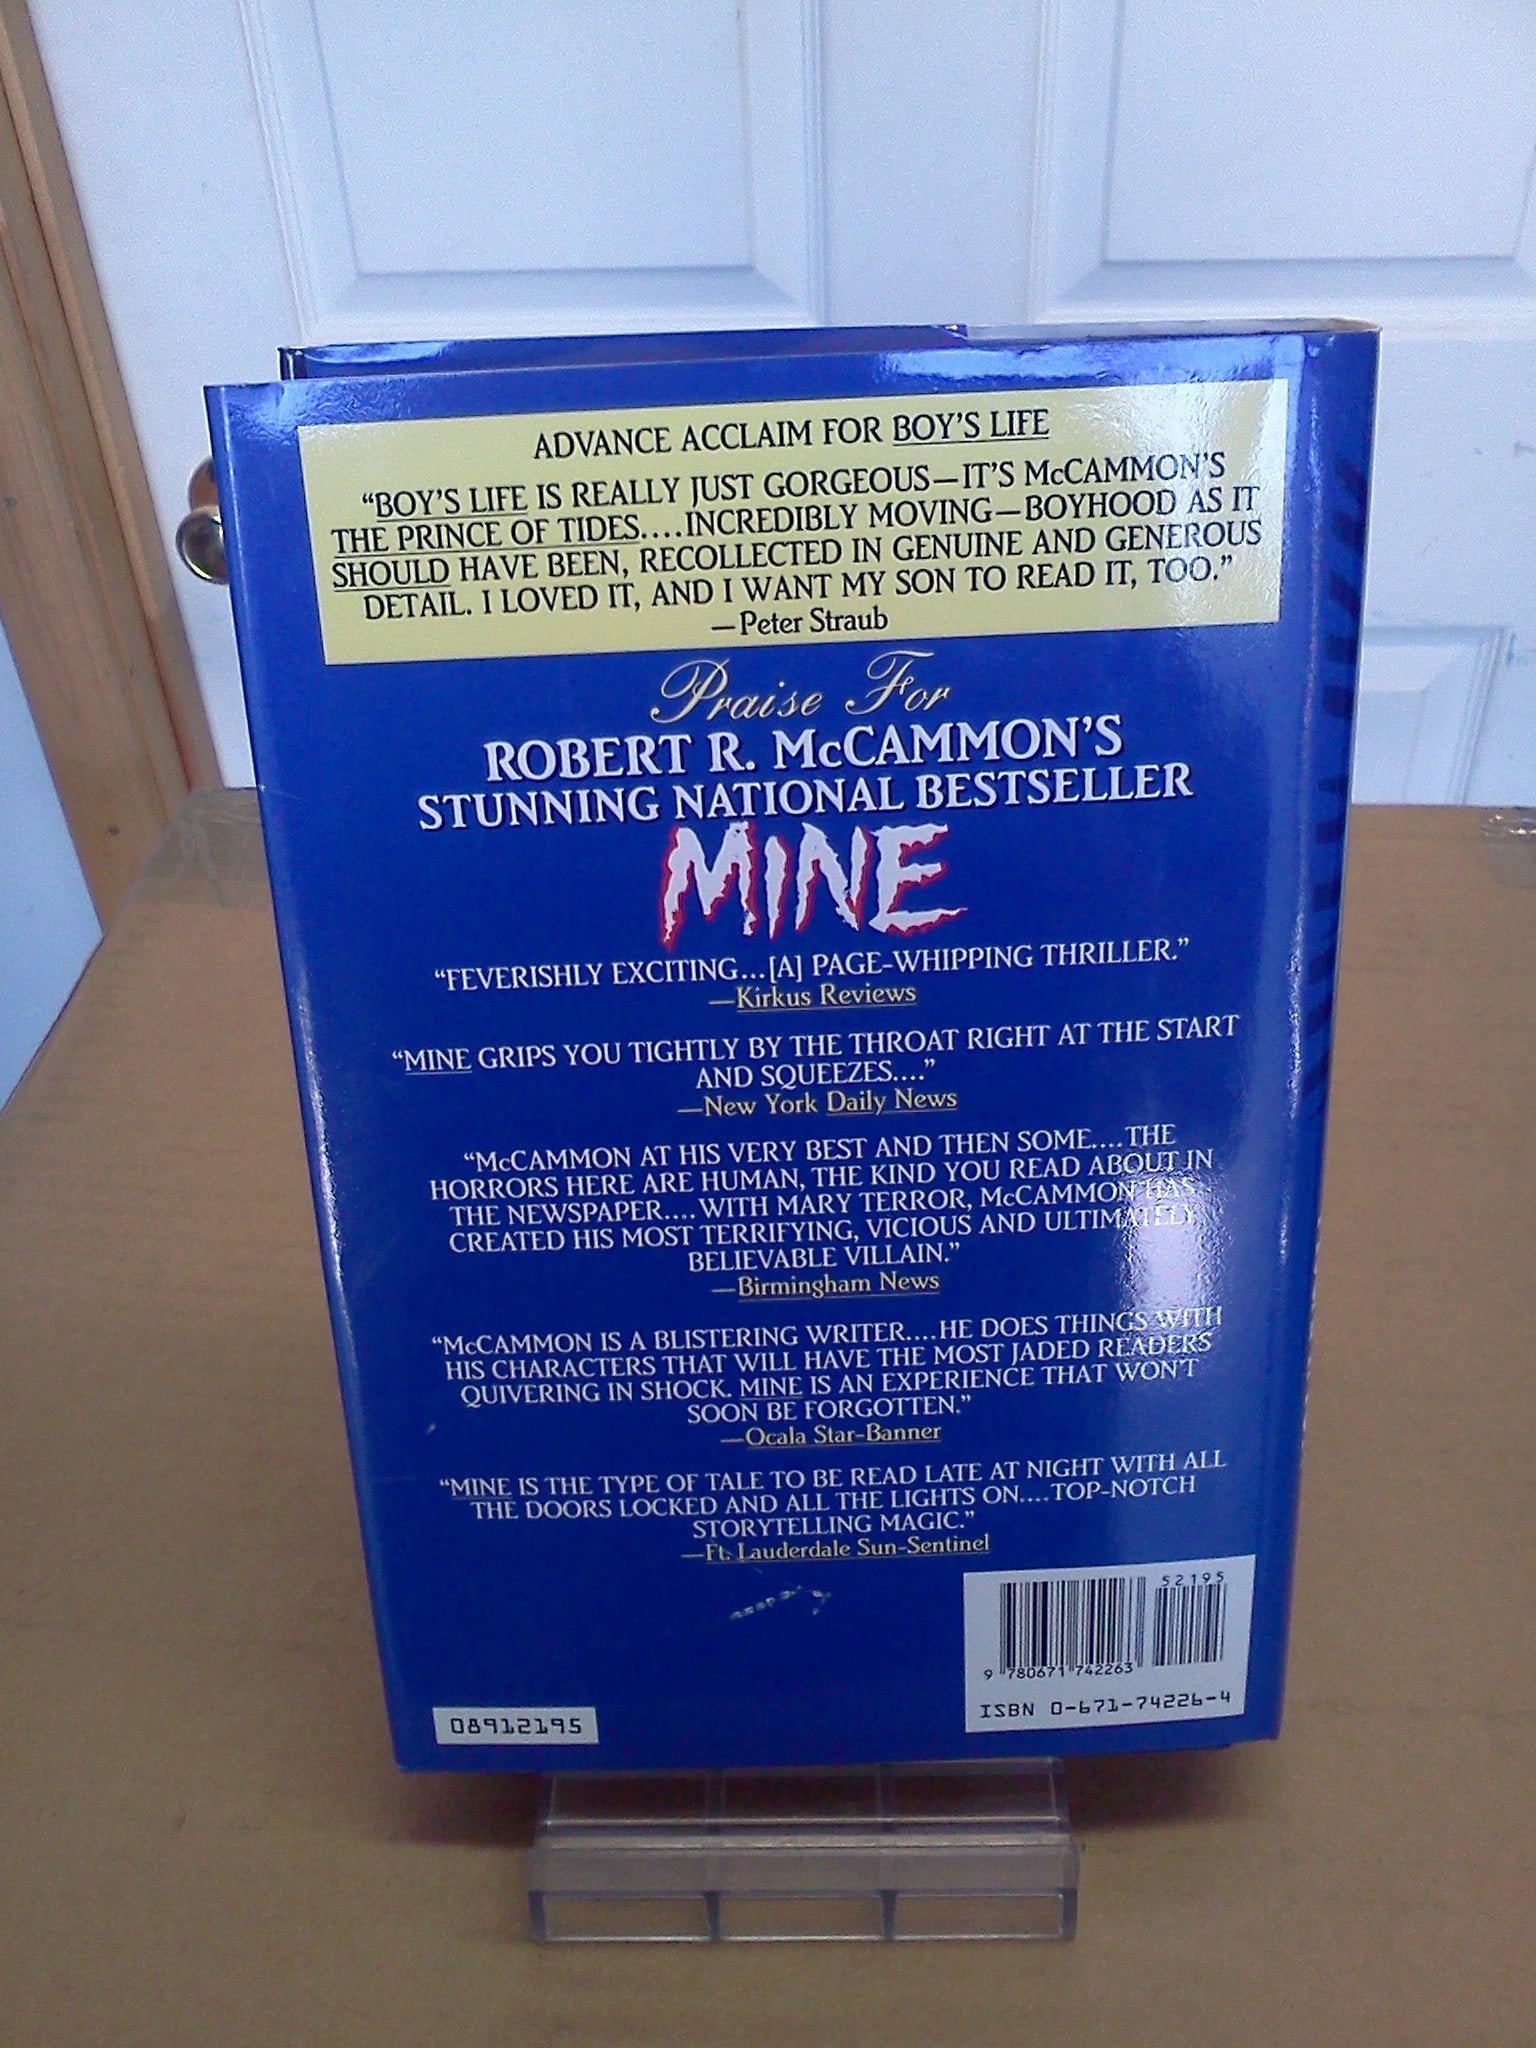 ADVANCE ACCLAIM FOR BOY'S LIFE
“BOY'S LIFE IS REALLY JUST GORGEOUS—IT'S McCAMMON'S
THE PRINCE OF TIDES....INCREDIBLY MOVING—BOYHOOD AS IT
SHOULD HAVE BEEN, RECOLLECTED IN GENUINE AND GENEROUS
DETAIL. I LOVED IT, AND I WANT MY SON TO READ IT, TOO.”
—Peter Straub
Praise For
ROBERT R. McCAMMON'S
STUNNING NATIONAL BESTSELLER
MINE
“FEVERISHLY EXCITING...[A] PAGE-WHIPPING THRILLER.”
—Kirkus Reviews
“MINE GRIPS YOU TIGHTLY BY THE THROAT RIGHT AT THE START
AND SQUEEZES....”
—New York Daily News
“McCAMMON AT HIS VERY BEST AND THEN SOME....THE
HORRORS HERE ARE HUMAN, THE KIND YOU READ ABOUT IN
THE NEWSPAPER....WITH MARY TERROR, McCAMMON HAS
CREATED HIS MOST TERRIFYING, VICIOUS AND ULTIMATELY
BELIEVABLE VILLAIN.”
—Birmingham News
“McCAMMON IS A BLISTERING WRITER....HE DOES THINGS WITH
HIS CHARACTERS THAT WILL HAVE THE MOST JADED READERS
QUIVERING IN SHOCK. MINE IS AN EXPERIENCE THAT WON'T
SOON BE FORGOTTEN.”
—Ocala Star-Banner
“MINE IS THE TYPE OF TALE TO BE READ LATE AT NIGHT WITH ALL
THE DOORS LOCKED AND ALL THE LIGHTS ON....TOP-NOTCH
STORYTELLING MAGIC.”
—Ft. Lauderdale Sun-Sentinel
52195
9 780671 742263
ISBN 0-671-74226-4
08912195